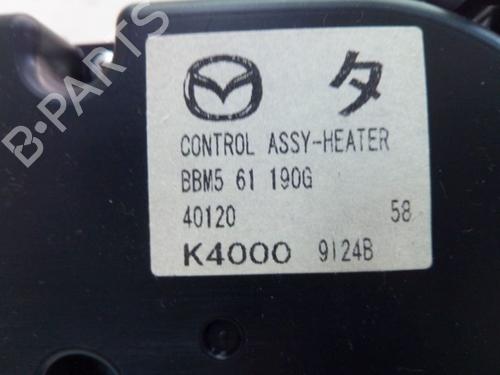 B-PARTS
タ
CONTROL ASSY-HEATER
BBM5 61 190G
40120 58
K4000 9124B